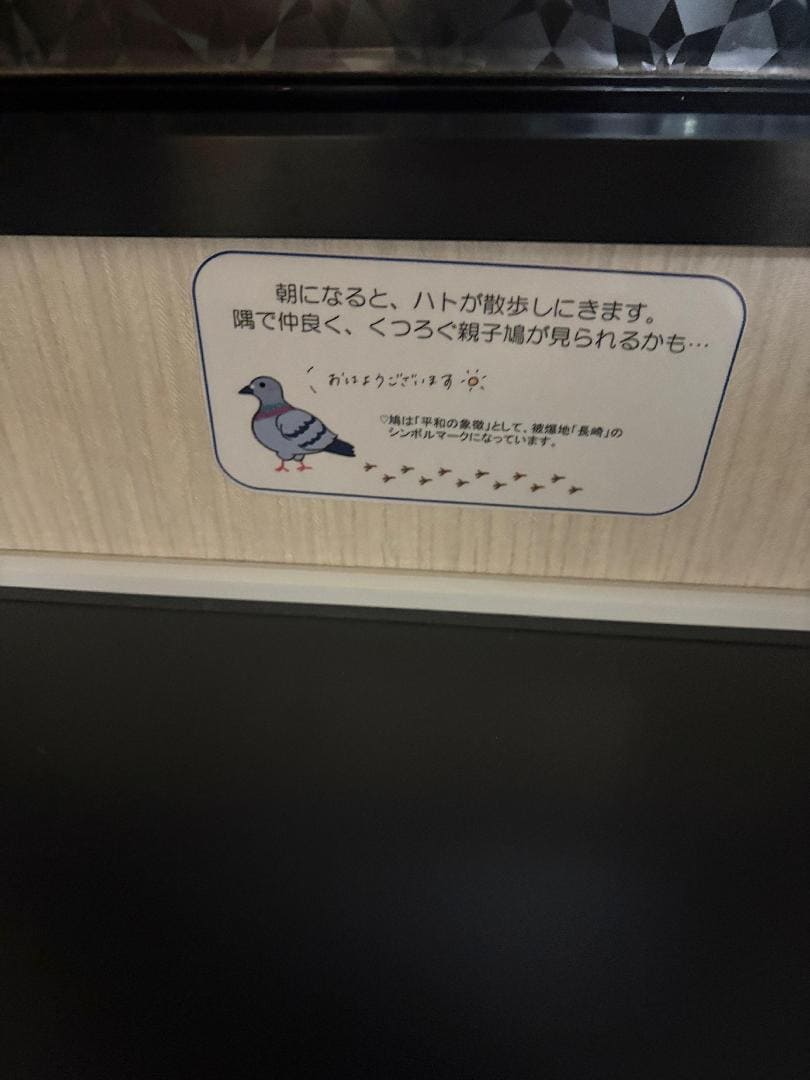 朝になると、ハトが散歩しにきます。
隅で仲良く、くつろぐ親子鳩が見られるかも…
おはようございます
♡鳩は「平和の象徴」として、被爆地「長崎」の
シンボルマークになっています。